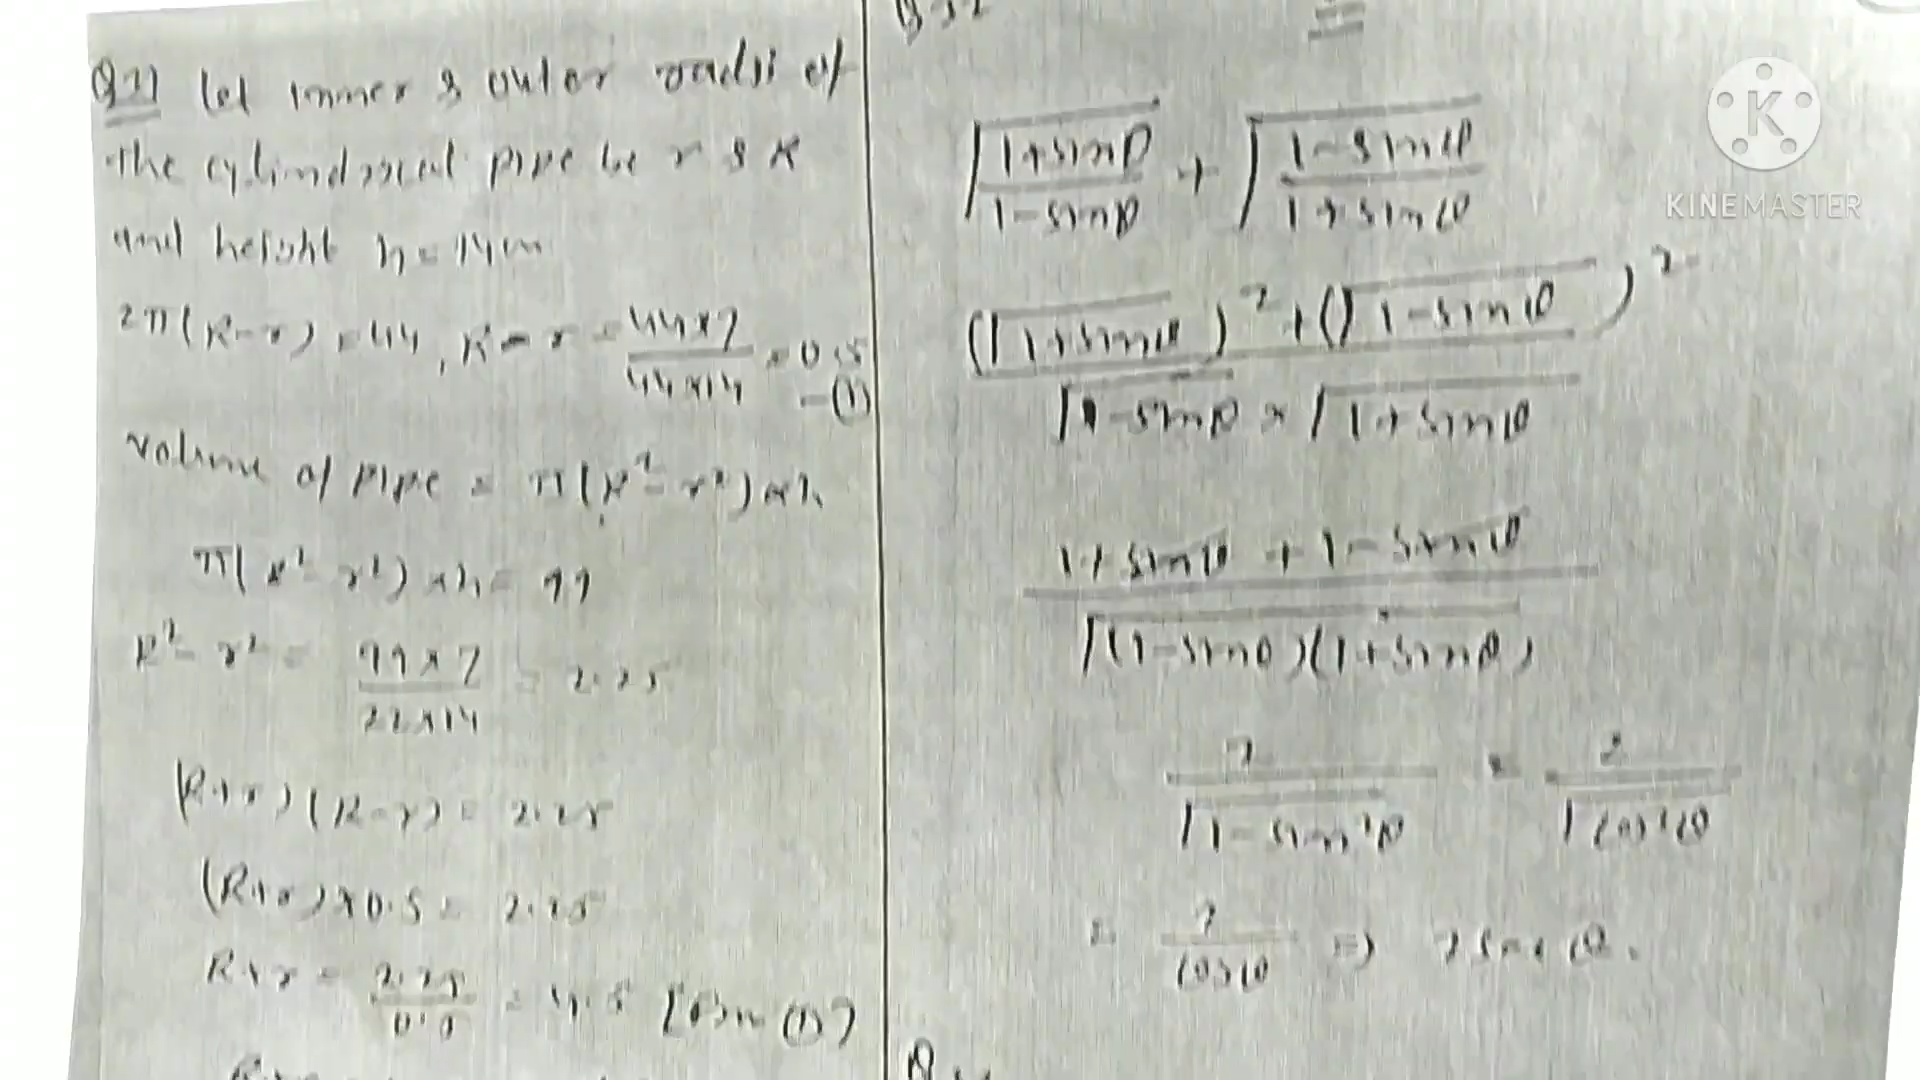 Q31 Let inner & outer radii of
the cylindrical pipe be r & R
and height h = 14cm
2π(R-r) = 44, R - r = 44×7 / 44×14 = 0.5
-(1)
volume of pipe = π(R² - r²) × h
π(R² - r²) × h = 99
R² - r² = 99×7 / 22×14 = 2.25
(R+r)(R-r) = 2.25
(R+r)×0.5 = 2.25
R+r = 2.25 / 0.5 = 4.5 (1)
√(1+sinθ / 1-sinθ) + √(1-sinθ / 1+sinθ)
(√1+sinθ)² + (√1-sinθ)²
√1-sinθ × √1+sinθ
1+sinθ + 1-sinθ
√(1-sinθ)(1+sinθ)
2 / √1-sin²θ = 2 / √cos²θ
= 2 / cosθ => 2secθ.
K
KINEMASTER